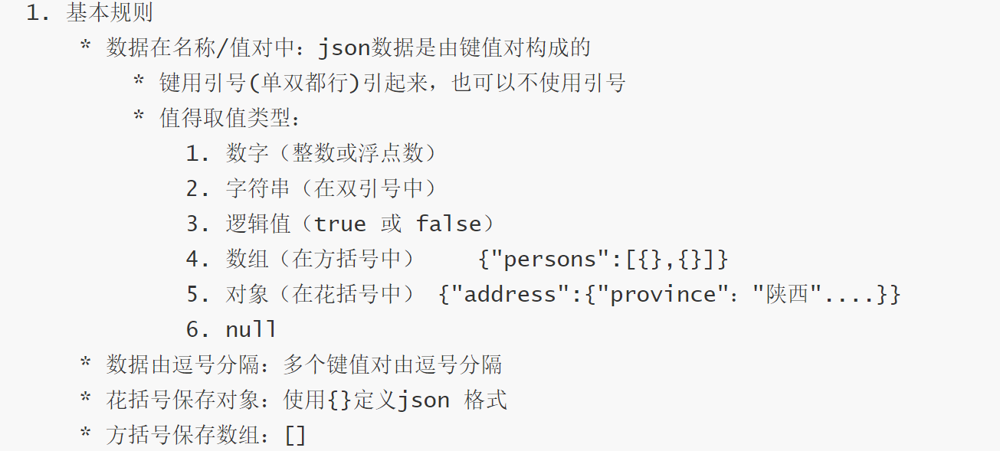 1. 基本规则
* 数据在名称/值对中：json数据是由键值对构成的
* 键用引号(单双都行)引起来，也可以不使用引号
* 值得取值类型：
1. 数字（整数或浮点数）
2. 字符串（在双引号中）
3. 逻辑值（true 或 false）
4. 数组（在方括号中）    {"persons":[{},{}]}
5. 对象（在花括号中） {"address":{"province"："陕西"....}}
6. null
* 数据由逗号分隔：多个键值对由逗号分隔
* 花括号保存对象：使用{}定义json 格式
* 方括号保存数组：[]